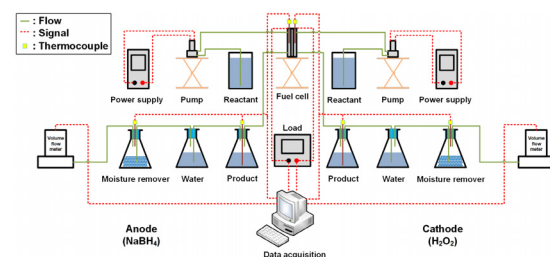 : Flow
: Signal
: Thermocouple
Power supply
Pump
Reactant
Fuel cell
Reactant
Pump
Power supply
Load
Volume
flow
meter
Moisture remover
Water
Product
Product
Water
Moisture remover
Volume
flow
meter
Anode
(NaBH₄)
Cathode
(H₂O₂)
Data acquisition